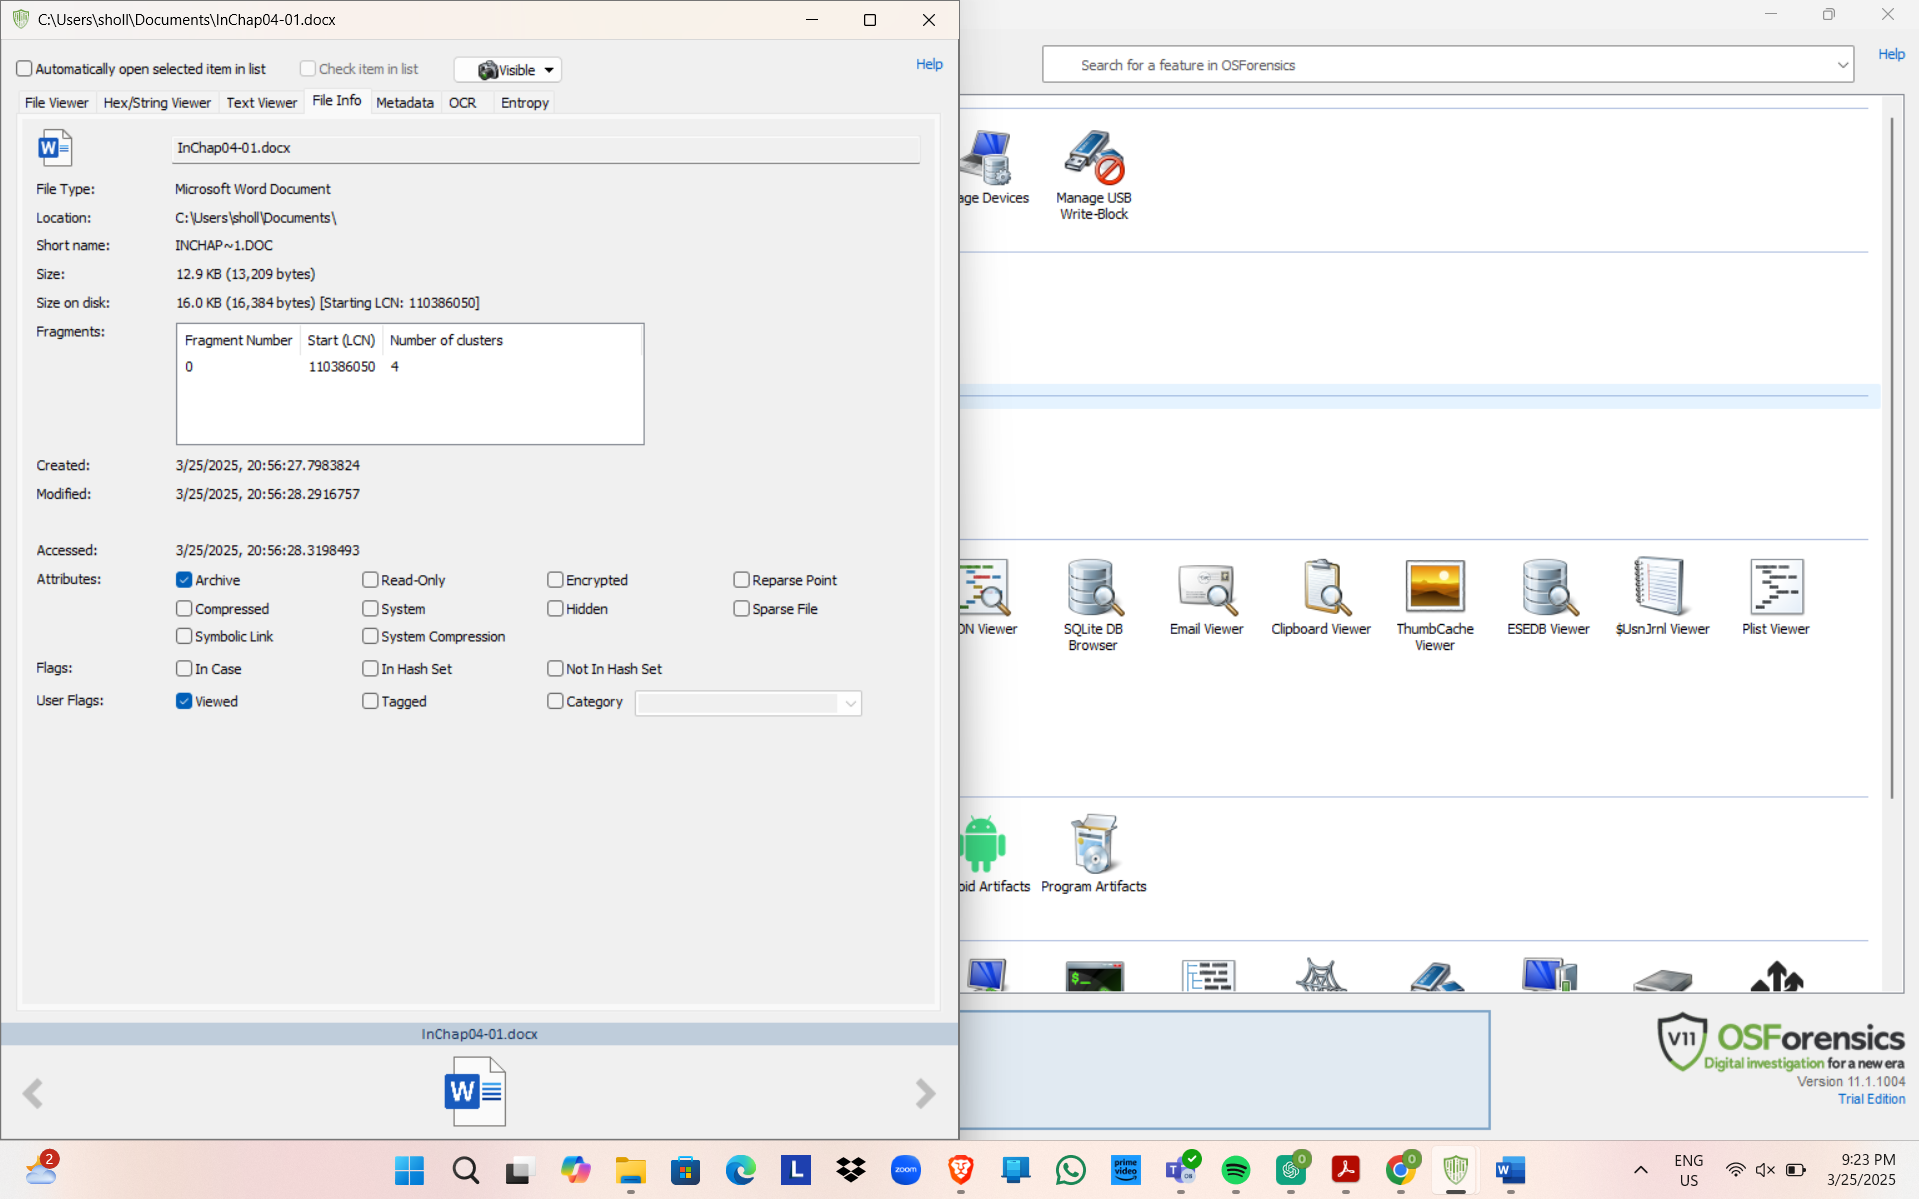 C:\Users\sholl\Documents\InChap04-01.docx
Automatically open selected item in list
Check item in list
Visible
Help
File Viewer
Hex/String Viewer
Text Viewer
File Info
Metadata
OCR
Entropy
InChap04-01.docx
File Type: Microsoft Word Document
Location: C:\Users\sholl\Documents\
Short name: INCHAP~1.DOC
Size: 12.9 KB (13,209 bytes)
Size on disk: 16.0 KB (16,384 bytes) [Starting LCN: 110386050]
Fragments:
Fragment Number Start (LCN) Number of clusters
0 110386050 4
Created: 3/25/2025, 20:56:27.7983824
Modified: 3/25/2025, 20:56:28.2916757
Accessed: 3/25/2025, 20:56:28.3198493
Attributes: Archive Read-Only Encrypted Reparse Point
Compressed System Hidden Sparse File
Symbolic Link System Compression
Flags: In Case In Hash Set Not In Hash Set
User Flags: Viewed Tagged Category
InChap04-01.docx
Search for a feature in OSForensics
Help
age Devices
Manage USB
Write-Block
ON Viewer
SQLite DB
Browser
Email Viewer
Clipboard Viewer
ThumbCache
Viewer
ESEDB Viewer
$UsnJrnl Viewer
Plist Viewer
oid Artifacts
Program Artifacts
V11 OSForensics
Digital investigation for a new era
Version 11.1.1004
Trial Edition
2
L
zoom
prime
video
0
0
ENG
US
9:23 PM
3/25/2025